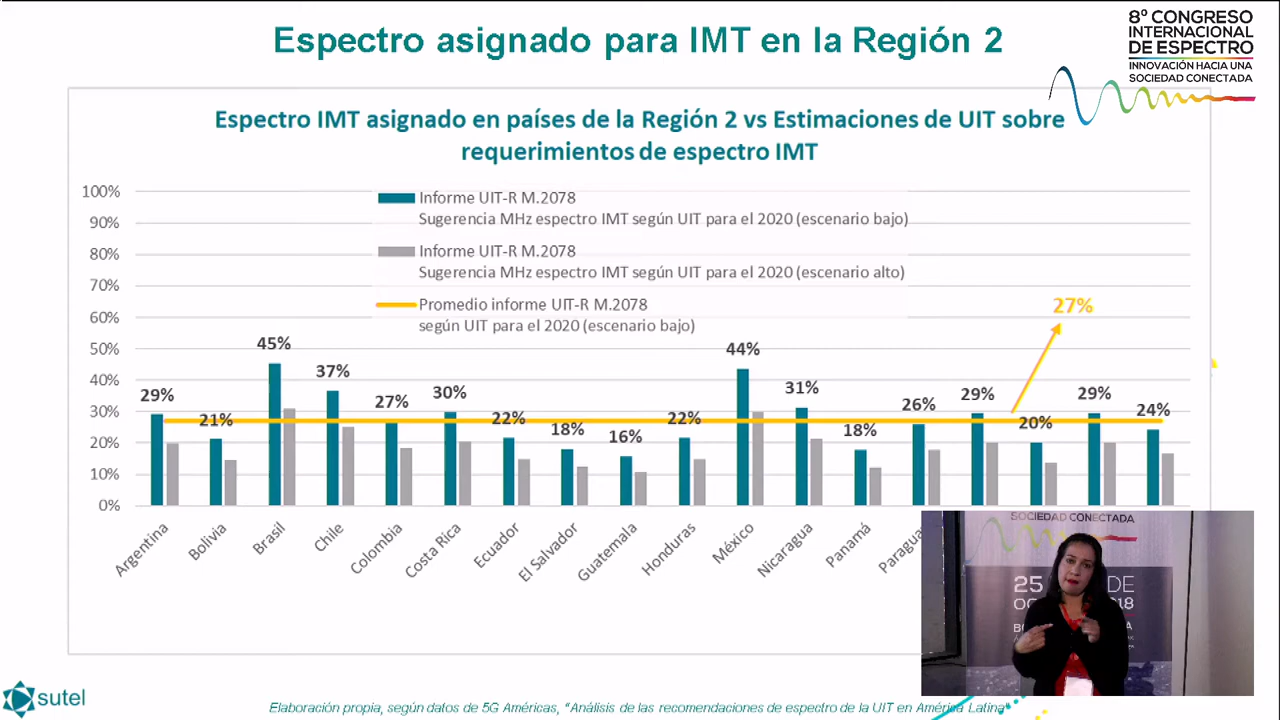 Espectro asignado para IMT en la Región 2
8º CONGRESO
INTERNACIONAL
DE ESPECTRO
INNOVACIÓN HACIA UNA
SOCIEDAD CONECTADA
Espectro IMT asignado en países de la Región 2 vs Estimaciones de UIT sobre
requerimientos de espectro IMT
100%
90%
80%
70%
60%
50%
40%
30%
20%
10%
0%
Informe UIT-R M.2078
Sugerencia MHz espectro IMT según UIT para el 2020 (escenario bajo)
Informe UIT-R M.2078
Sugerencia MHz espectro IMT según UIT para el 2020 (escenario alto)
Promedio informe UIT-R M.2078
según UIT para el 2020 (escenario bajo)
27%
29%
21%
45%
37%
27%
30%
22%
18%
16%
22%
44%
31%
18%
26%
29%
20%
29%
24%
Argentina
Bolivia
Brasil
Chile
Colombia
Costa Rica
Ecuador
El Salvador
Guatemala
Honduras
México
Nicaragua
Panamá
SOCIEDAD CONECTADA
25
DE
18
sutel
Elaboración propia, según datos de 5G Américas, "Análisis de las recomendaciones de espectro de la UIT en América Latina"